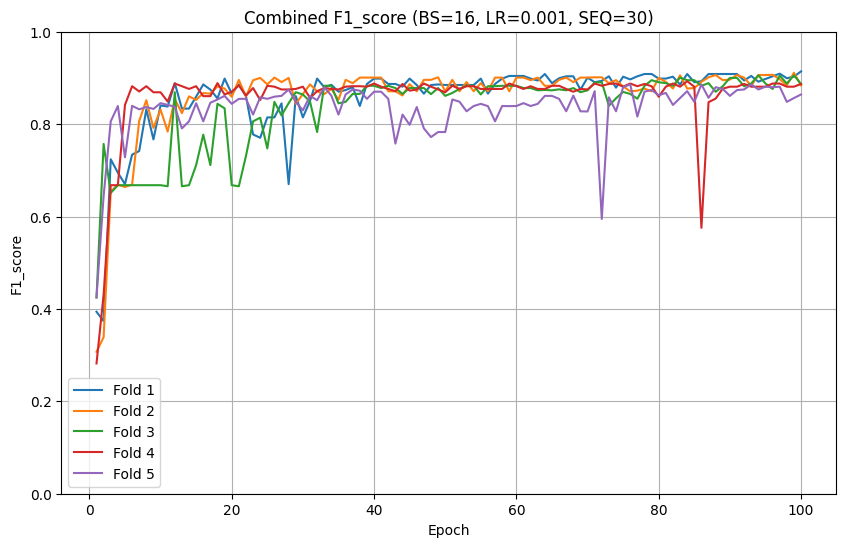 Combined F1_score (BS=16, LR=0.001, SEQ=30)
F1_score
1.0
0.8
0.6
0.4
0.2
0.0
Fold 1
Fold 2
Fold 3
Fold 4
Fold 5
0 20 40 60 80 100
Epoch